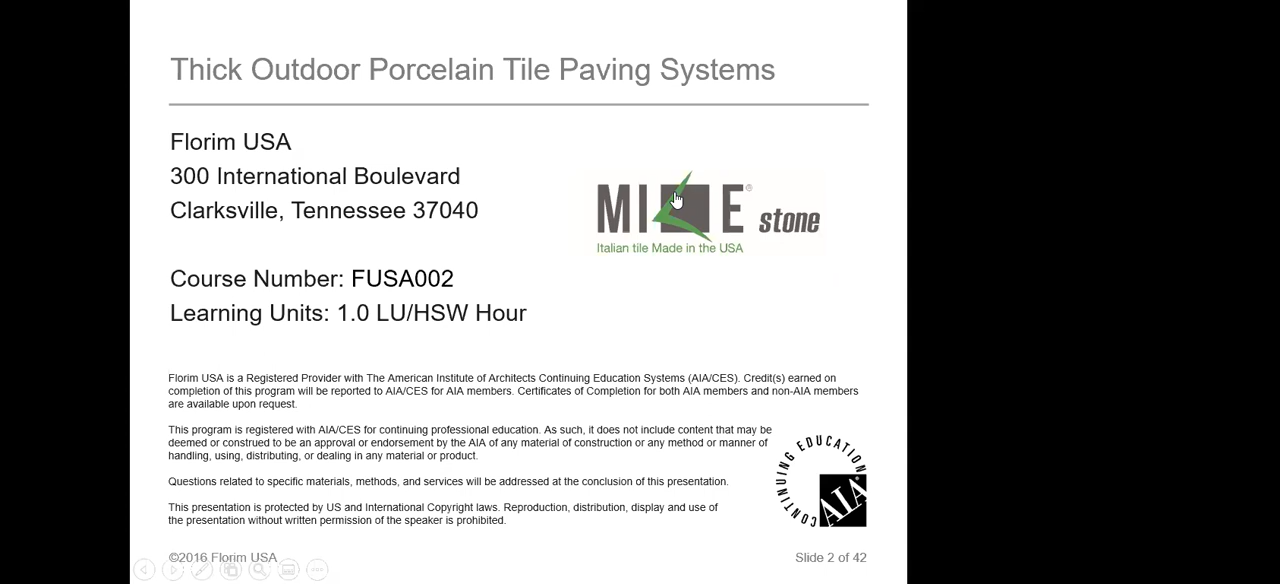 Thick Outdoor Porcelain Tile Paving Systems
Florim USA
300 International Boulevard
Clarksville, Tennessee 37040
MILE® stone
Italian tile Made in the USA
Course Number: FUSA002
Learning Units: 1.0 LU/HSW Hour
Florim USA is a Registered Provider with The American Institute of Architects Continuing Education Systems (AIA/CES). Credit(s) earned on
completion of this program will be reported to AIA/CES for AIA members. Certificates of Completion for both AIA members and non-AIA members
are available upon request.
This program is registered with AIA/CES for continuing professional education. As such, it does not include content that may be
deemed or construed to be an approval or endorsement by the AIA of any material of construction or any method or manner of
handling, using, distributing, or dealing in any material or product.
Questions related to specific materials, methods, and services will be addressed at the conclusion of this presentation.
This presentation is protected by US and International Copyright laws. Reproduction, distribution, display and use of
the presentation without written permission of the speaker is prohibited.
CONTINUING EDUCATION
AIA
©2016 Florim USA
Slide 2 of 42